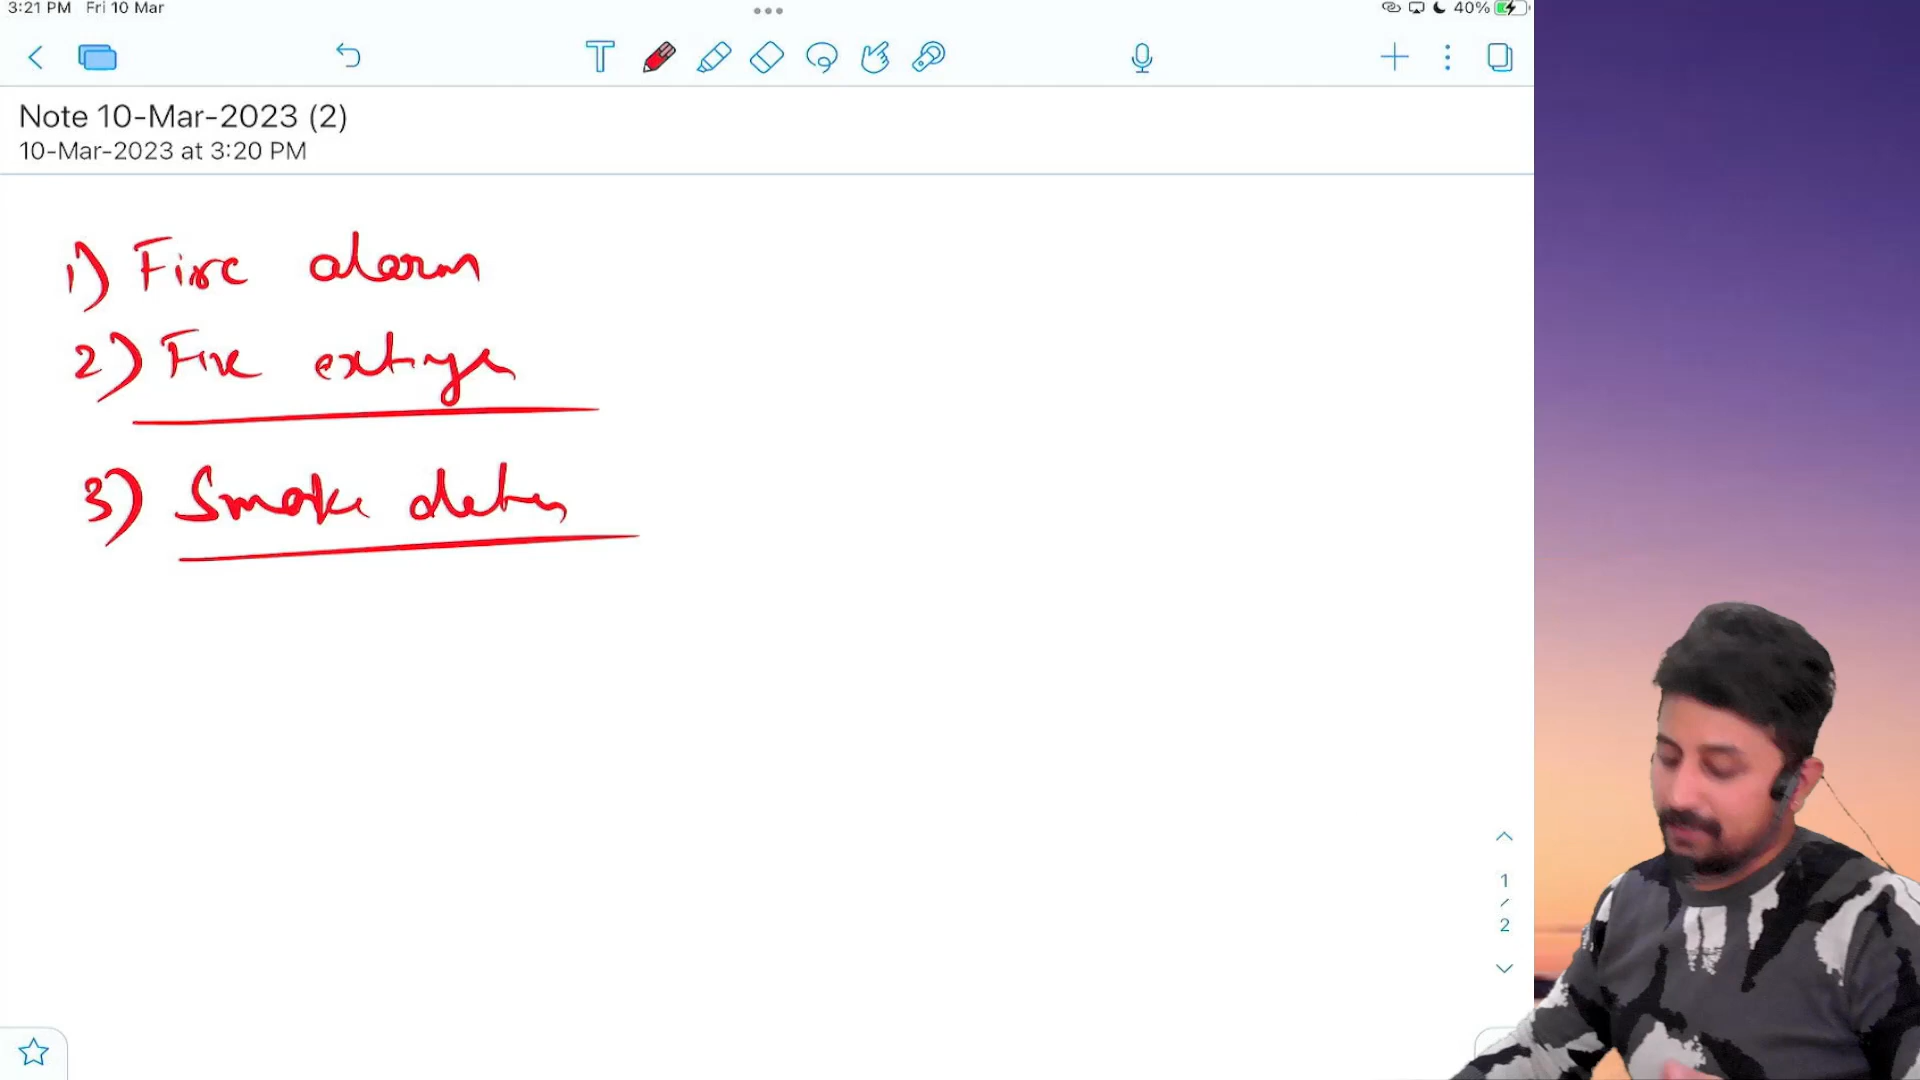 3:21 PM Fri 10 Mar
40%
Note 10-Mar-2023 (2)
10-Mar-2023 at 3:20 PM
1) Fire alarm
2) Fire
3) Smoke
1
/
2